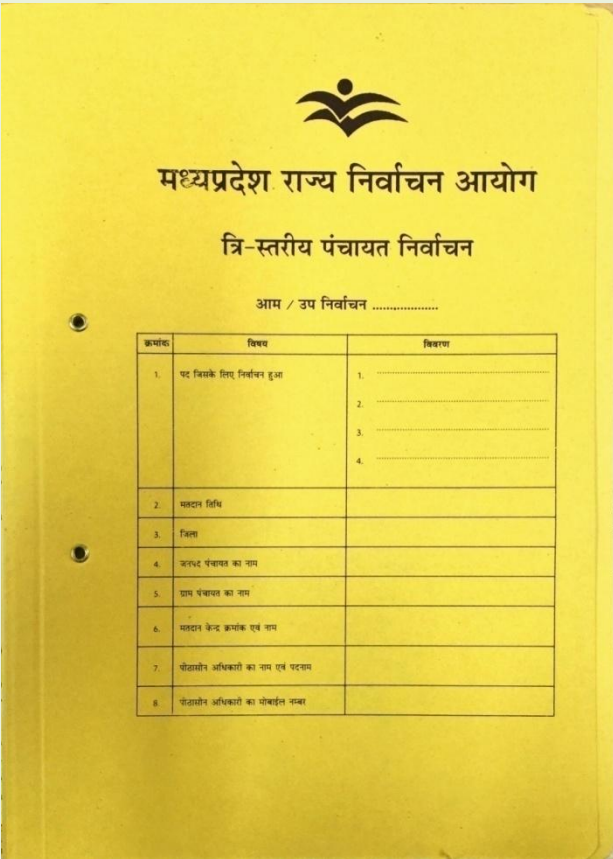 मध्यप्रदेश राज्य निर्वाचन आयोग
त्रि-स्तरीय पंचायत निर्वाचन
आम / उप निर्वाचन ...................
क्रमांक विषय विवरण
1. पद जिसके लिए निर्वाचन हुआ 1. ....................
2. ....................
3. ....................
4. ....................
2. मतदान तिथि
3. जिला
4. जनपद पंचायत का नाम
5. ग्राम पंचायत का नाम
6. मतदान केन्द्र क्रमांक एवं नाम
7. पीठासीन अधिकारी का नाम एवं पदनाम
8. पीठासीन अधिकारी का मोबाईल नम्बर